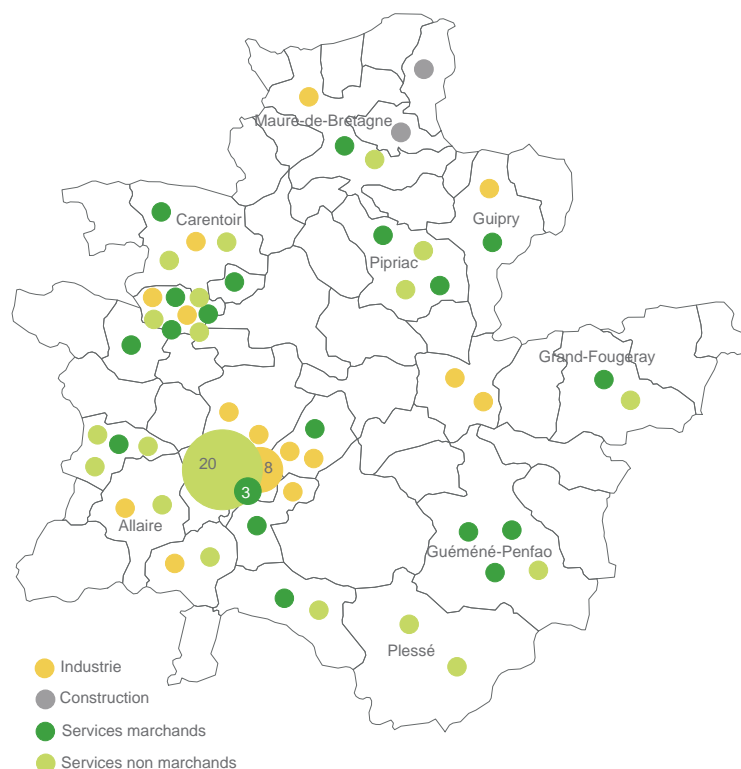 Maure-de-Bretagne
Carentoir
Guipry
Pipriac
Grand-Fougeray
20
8
3
Allaire
Guéméné-Penfao
Plessé
Industrie
Construction
Services marchands
Services non marchands